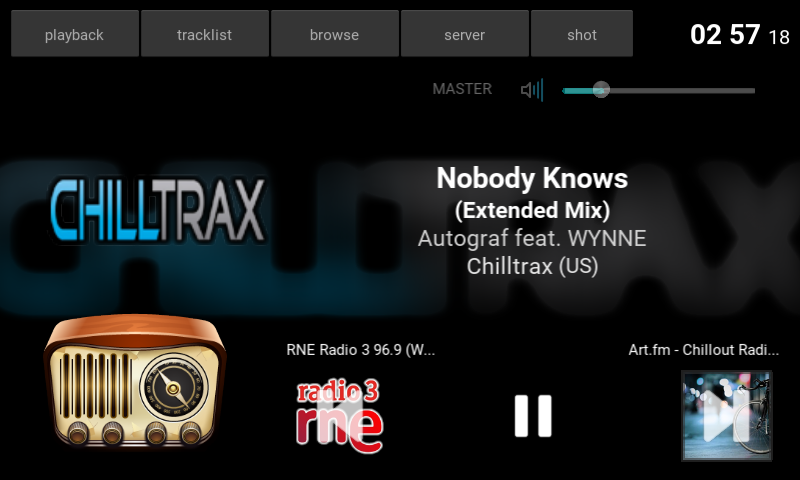 playback
tracklist
browse
server
shot
02 57 18
MASTER
CHILLTRAX
Nobody Knows
(Extended Mix)
Autograf feat. WYNNE
Chilltrax (US)
RNE Radio 3 96.9 (W...
Art.fm - Chillout Radi...
radio 3
rne